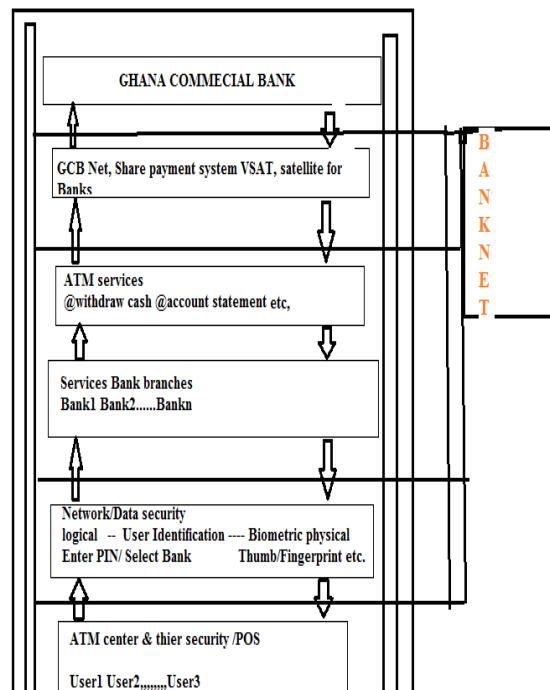 GHANA COMMECIAL BANK
GCB Net, Share payment system VSAT, satellite for
Banks
ATM services
@withdraw cash @account statement etc,
Services Bank branches
Bank1 Bank2......Bankn
Network/Data security
logical -- User Identification ---- Biometric physical
Enter PIN/ Select Bank Thumb/Fingerprint etc.
ATM center & thier security /POS
User1 User2,,,,,,,,User3
B
A
N
K
N
E
T